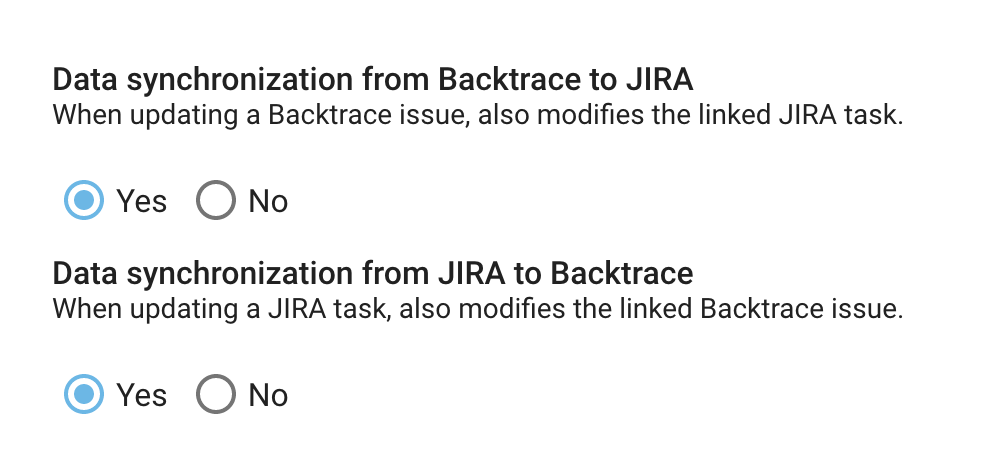 Data synchronization from Backtrace to JIRA
When updating a Backtrace issue, also modifies the linked JIRA task.
Yes No
Data synchronization from JIRA to Backtrace
When updating a JIRA task, also modifies the linked Backtrace issue.
Yes No